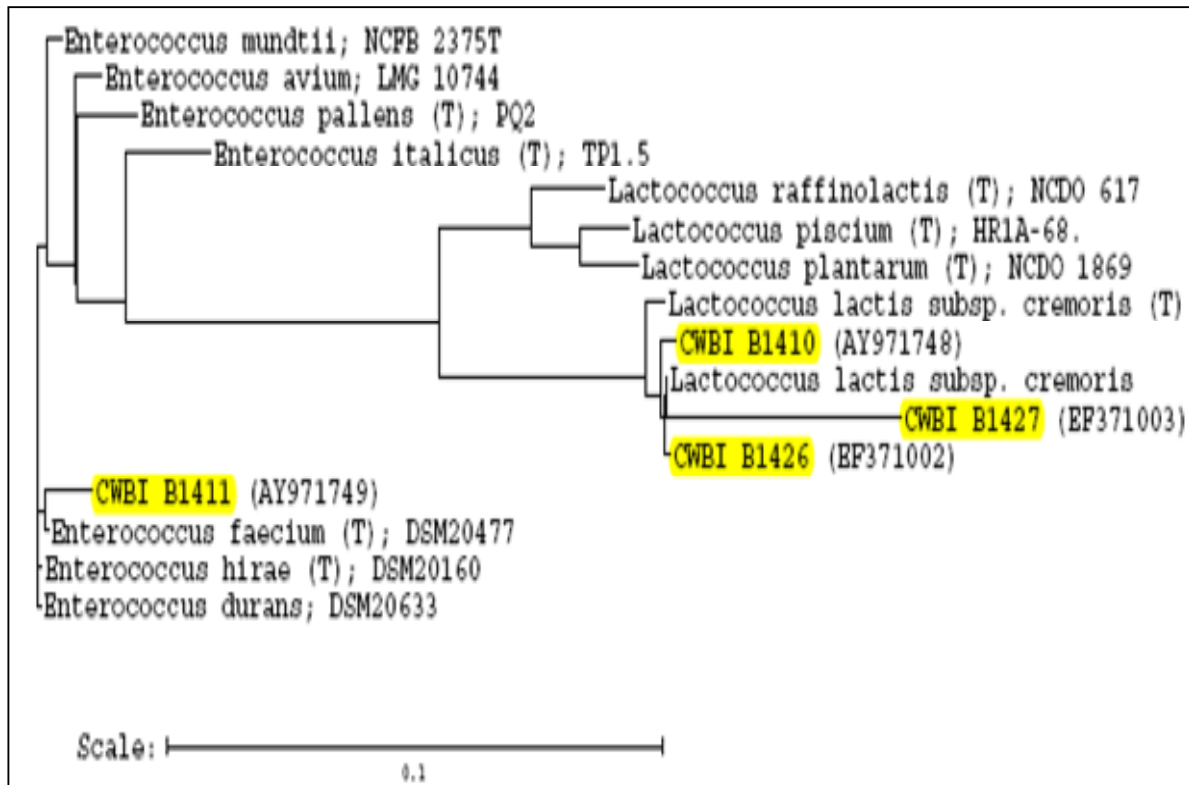 Enterococcus mundtii; NCFB 2375T
Enterococcus avium; LMG 10744
Enterococcus pallens (T); PQ2
Enterococcus italicus (T); TP1.5
Lactococcus raffinolactis (T); NCDO 617
Lactococcus piscium (T); HR1A-68.
Lactococcus plantarum (T); NCDO 1869
Lactococcus lactis subsp. cremoris (T)
CWBI B1410 (AY971748)
Lactococcus lactis subsp. cremoris
CWBI B1427 (EF371003)
CWBI B1426 (EF371002)
CWBI B1411 (AY971749)
Enterococcus faecium (T); DSM20477
Enterococcus hirae (T); DSM20160
Enterococcus durans; DSM20633
Scale:
0.1